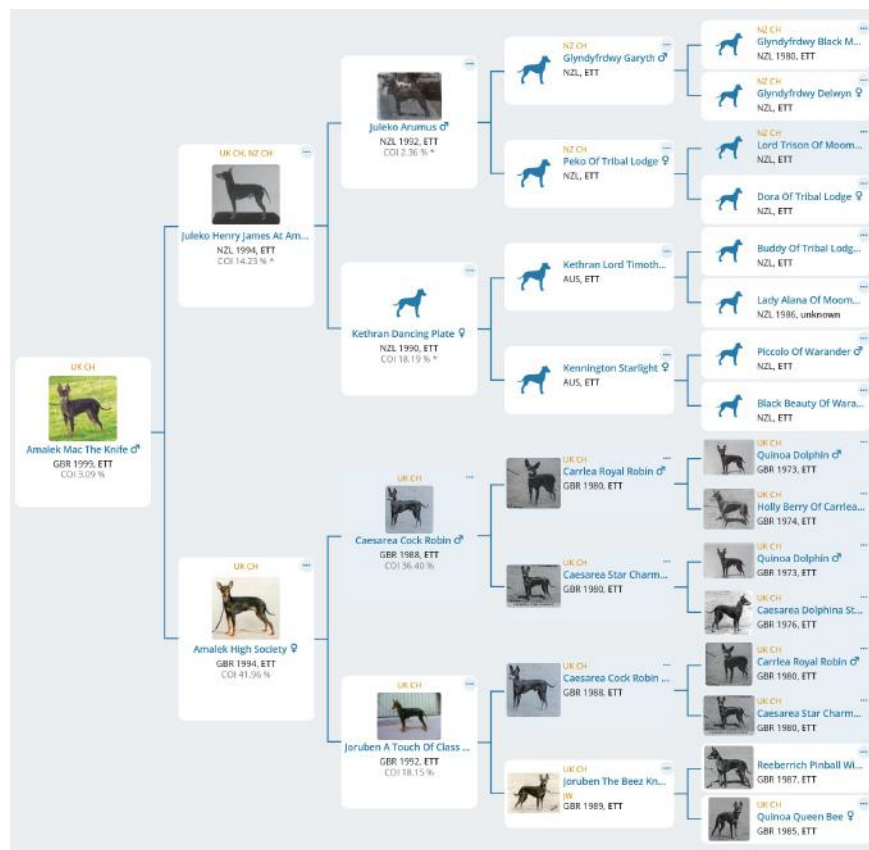 UK CH
Amalek Mac The Knife ♂
GBR 1999, ETT
COI 3,09 %
UK CH, NZ CH
Juleko Henry James At Am...
NZL 1994, ETT
COI 14.23 % *
UK CH
Amalek High Society ♀
GBR 1994, ETT
COI 41,96 %
Juleko Arumus ♂
NZL 1992, ETT
COI 2.36 % *
Kethran Dancing Plate ♀
NZL 1990, ETT
COI 18.19 % *
UK CH
Caesarea Cock Robin ♂
GBR 1988, ETT
COI 36.40 %
UK CH
Joruben A Touch Of Class ...
GBR 1992, ETT
COI 18.15 %
NZ CH
Glyndyfrdwy Garyth ♂
NZL, ETT
NZ CH
Peko Of Tribal Lodge ♀
NZL, ETT
Kethran Lord Timoth...
AUS, ETT
Kennington Starlight ♀
AUS, ETT
UK CH
Carrlea Royal Robin ♂
GBR 1980, ETT
UK CH
Caesarea Star Charm...
GBR 1980, ETT
UK CH
Caesarea Cock Robin ...
GBR 1988, ETT
UK CH
Joruben The Beez Kn...
JW
GBR 1989, ETT
NZ CH
Glyndyfrdwy Black M...
NZL 1980, ETT
NZ CH
Glyndyfrdwy Delwyn ♀
NZL, ETT
NZ CH
Lord Trison Of Moom...
NZL, ETT
Dora Of Tribal Lodge ♀
NZL, ETT
Buddy Of Tribal Lodg...
NZL, ETT
Lady Alana Of Moom...
NZL 1986, unknown
Piccolo Of Warander ♂
NZL, ETT
Black Beauty Of Wara...
NZL, ETT
UK CH
Quinoa Dolphin ♂
GBR 1973, ETT
UK CH
Holly Berry Of Carrlea...
GBR 1974, ETT
UK CH
Quinoa Dolphin ♂
GBR 1973, ETT
Caesarea Dolphina St...
GBR 1976, ETT
UK CH
Carrlea Royal Robin ♂
GBR 1980, ETT
UK CH
Caesarea Star Charm...
GBR 1980, ETT
Reeberrich Pinball Wi...
GBR 1987, ETT
UK CH
Quinoa Queen Bee ♀
GBR 1985, ETT